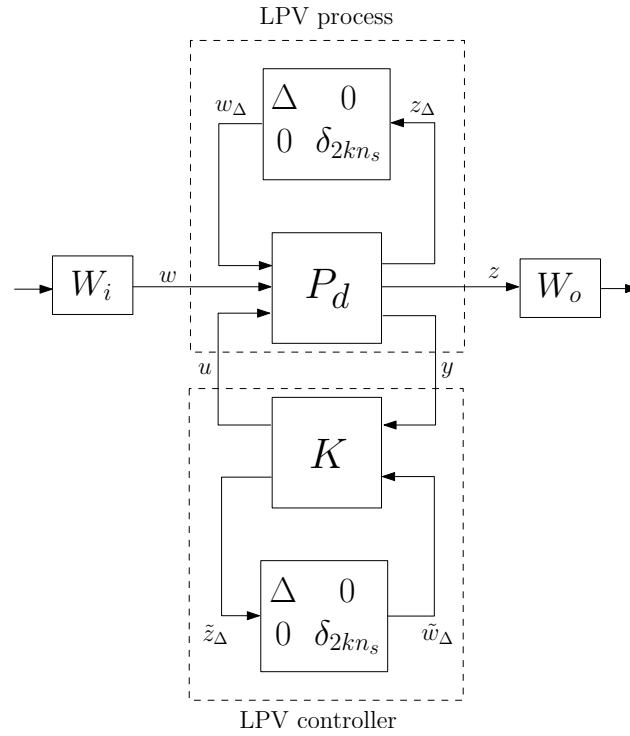 LPV process
Δ 0
0 δ_{2kn_s}
w_Δ
z_Δ
W_i
w
P_d
z
W_o
u
y
K
Δ 0
0 δ_{2kn_s}
z̃_Δ
w̃_Δ
LPV controller